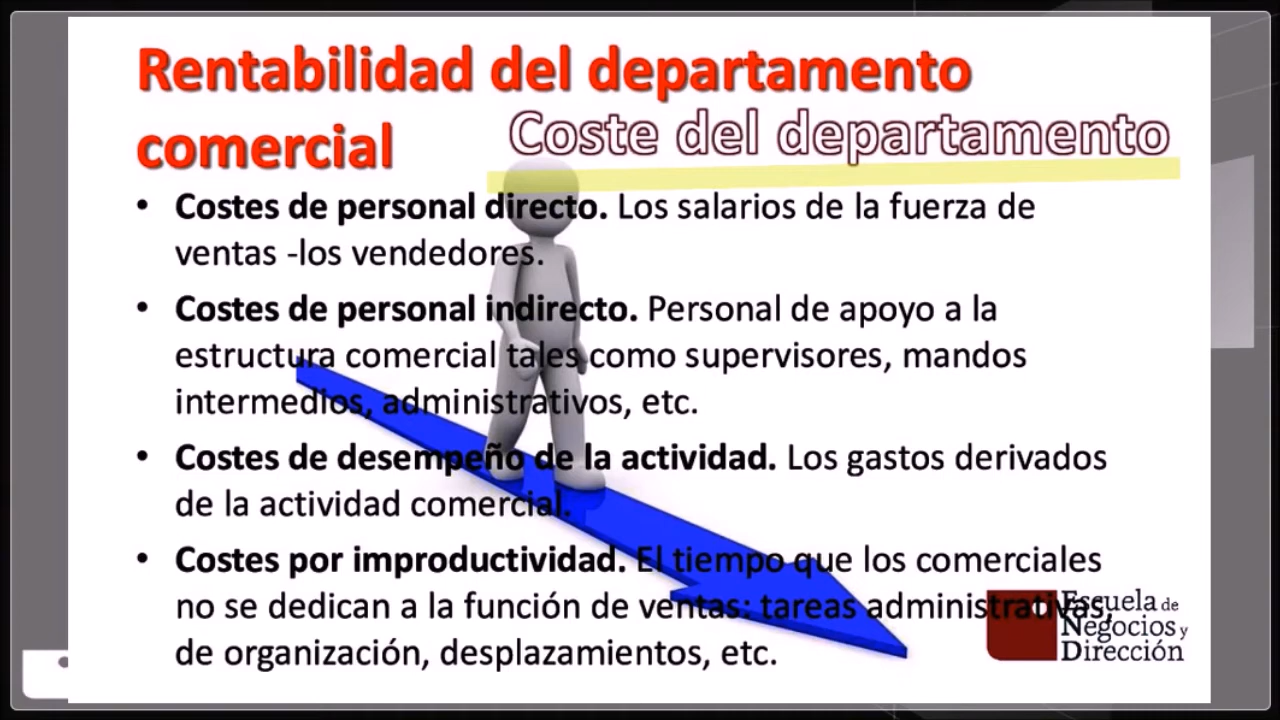 Rentabilidad del departamento
comercial
Coste del departamento
• Costes de personal directo. Los salarios de la fuerza de
ventas -los vendedores.
• Costes de personal indirecto. Personal de apoyo a la
estructura comercial tales como supervisores, mandos
intermedios, administrativos, etc.
• Costes de desempeño de la actividad. Los gastos derivados
de la actividad comercial.
• Costes por improductividad. El tiempo que los comerciales
no se dedican a la función de ventas: tareas administrativas,
de organización, desplazamientos, etc.
Escuela de
Negocios y
Dirección